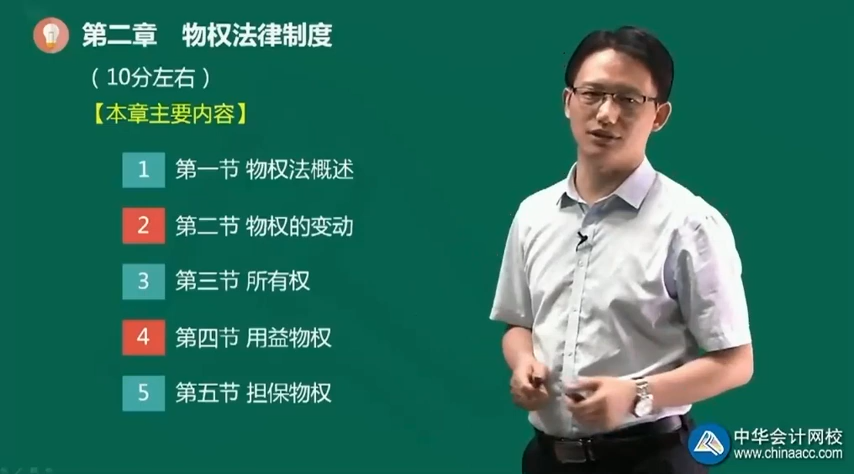 第二章 物权法律制度
（10分左右）
【本章主要内容】
1 第一节 物权法概述
2 第二节 物权的变动
3 第三节 所有权
4 第四节 用益物权
5 第五节 担保物权
中华会计网校
www.chinaacc.com